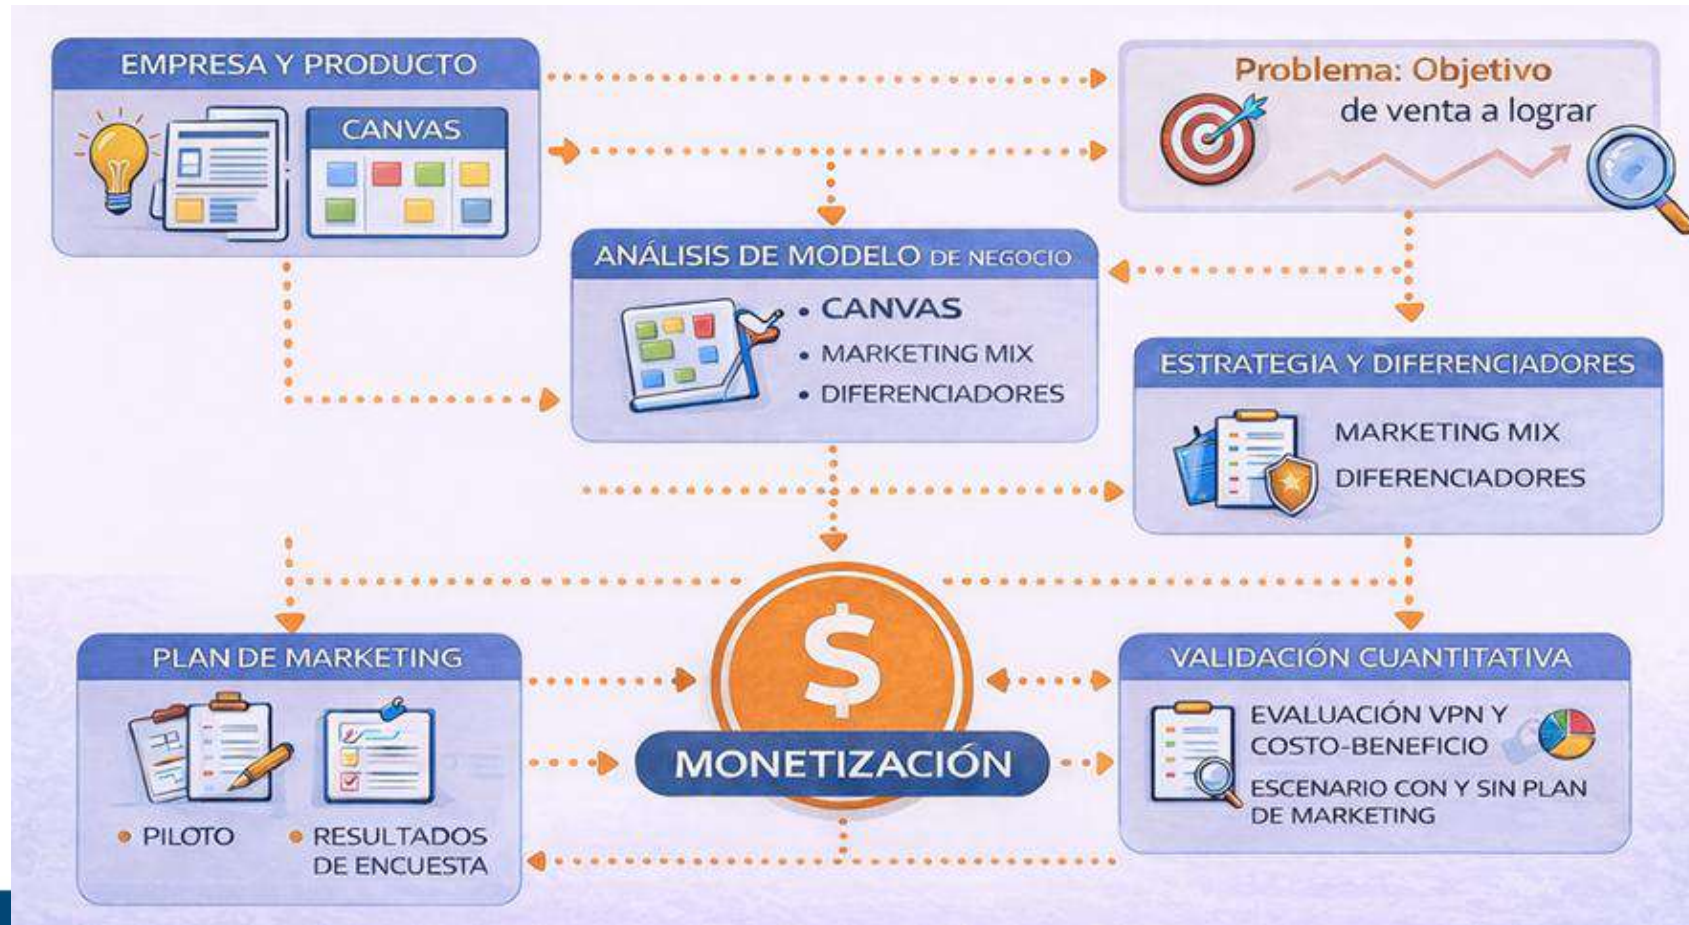 EMPRESA Y PRODUCTO
CANVAS
Problema: Objetivo
de venta a lograr
ANÁLISIS DE MODELO DE NEGOCIO
• CANVAS
• MARKETING MIX
• DIFERENCIADORES
ESTRATEGIA Y DIFERENCIADORES
MARKETING MIX
DIFERENCIADORES
PLAN DE MARKETING
• PILOTO
• RESULTADOS
DE ENCUESTA
$
MONETIZACIÓN
VALIDACIÓN CUANTITATIVA
EVALUACIÓN VPN Y
COSTO-BENEFICIO
ESCENARIO CON Y SIN PLAN
DE MARKETING